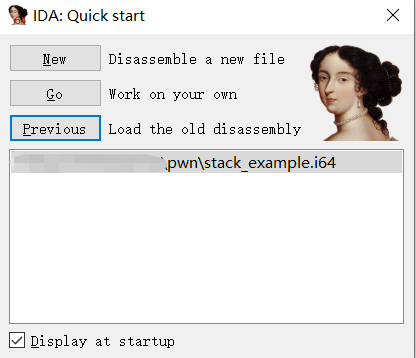 IDA: Quick start
New Disassemble a new file
Go Work on your own
Previous Load the old disassembly
\pwn\stack_example.i64
Display at startup